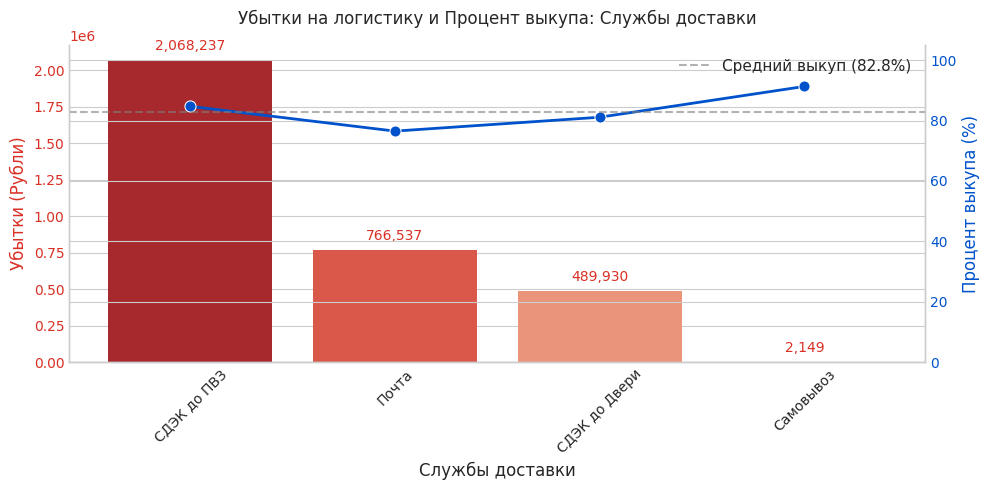 Убытки на логистику и Процент выкупа: Службы доставки
1e6
2,068,237
766,537
489,930
2,149
Средний выкуп (82.8%)
Убытки (Рубли)
2.00
1.75
1.50
1.25
1.00
0.75
0.50
0.25
0.00
Процент выкупа (%)
100
80
60
40
20
0
СДЭК до ПВЗ
Почта
СДЭК до Двери
Самовывоз
Службы доставки